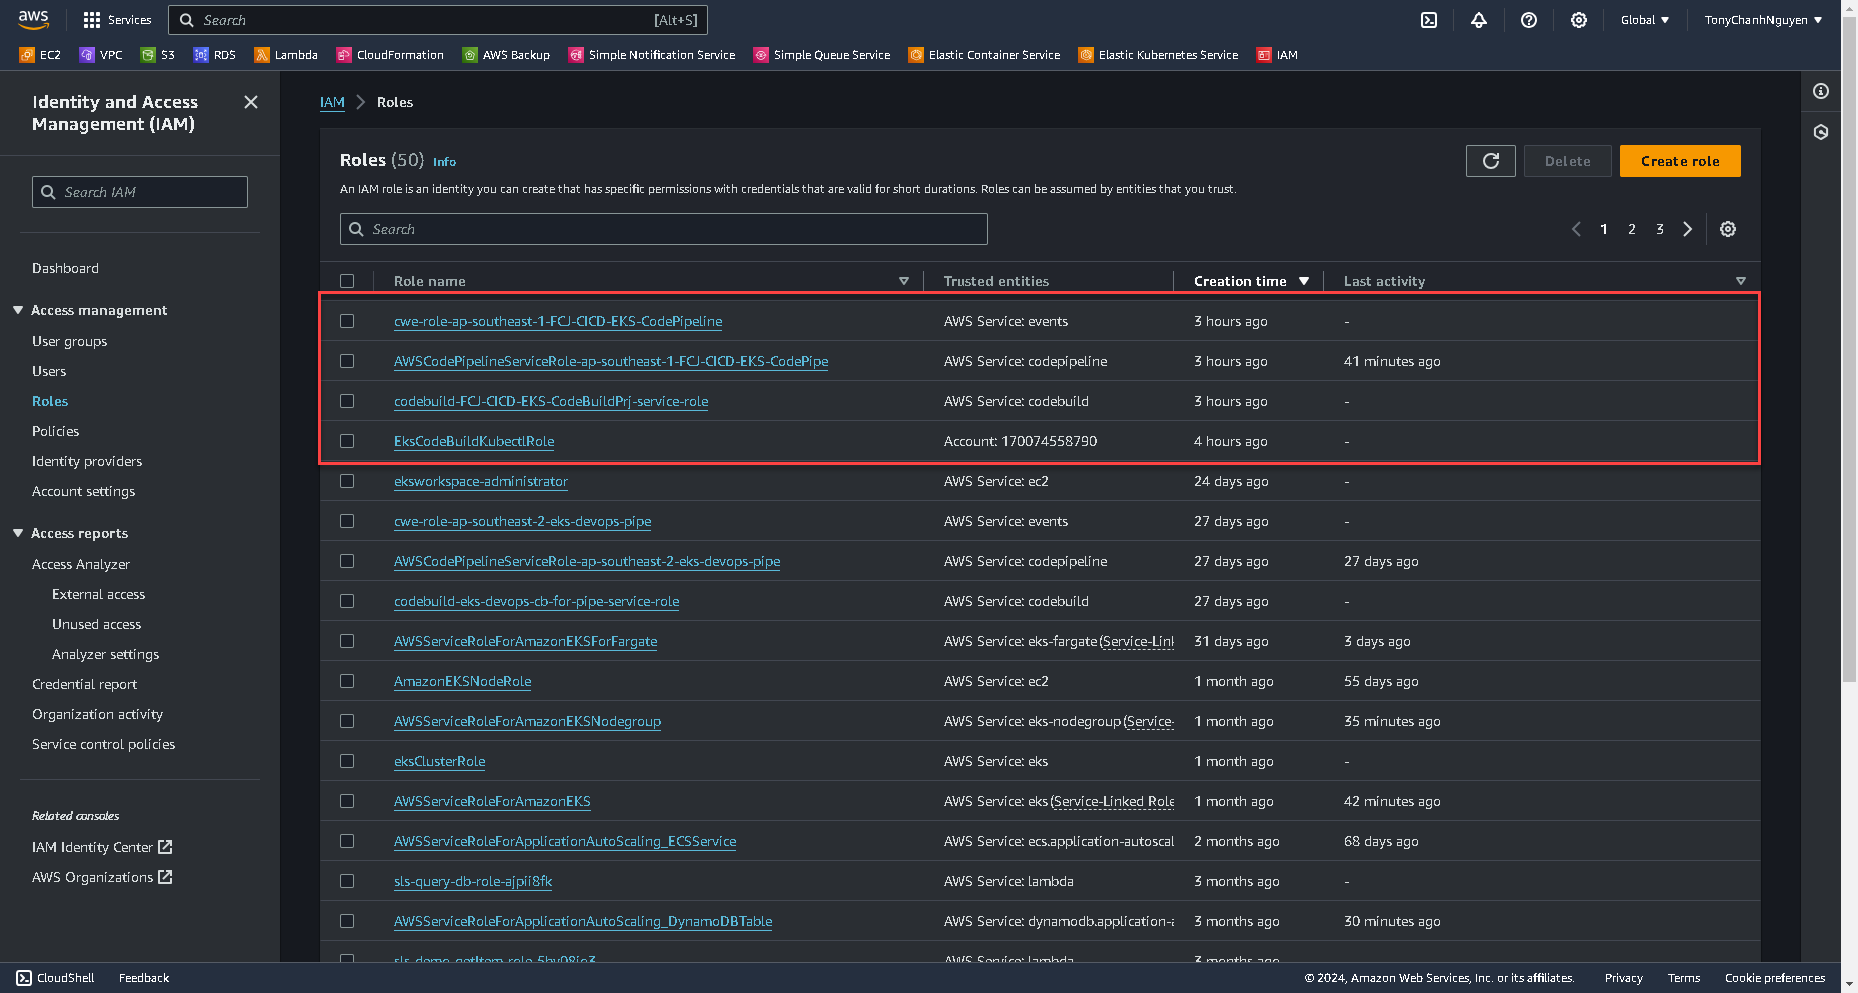 aws
Services
Search
[Alt+S]
Global ▼
TonyChanhNguyen ▼
EC2
VPC
S3
RDS
Lambda
CloudFormation
AWS Backup
Simple Notification Service
Simple Queue Service
Elastic Container Service
Elastic Kubernetes Service
IAM
Identity and Access
Management (IAM)
Search IAM
Dashboard
Access management
User groups
Users
Roles
Policies
Identity providers
Account settings
Access reports
Access Analyzer
External access
Unused access
Analyzer settings
Credential report
Organization activity
Service control policies
Related consoles
IAM Identity Center
AWS Organizations
IAM > Roles
Roles (50) Info
Delete
Create role
An IAM role is an identity you can create that has specific permissions with credentials that are valid for short durations. Roles can be assumed by entities that you trust.
Search
1 2 3
Role name Trusted entities Creation time Last activity
cwe-role-ap-southeast-1-FCJ-CICD-EKS-CodePipeline AWS Service: events 3 hours ago -
AWSCodePipelineServiceRole-ap-southeast-1-FCJ-CICD-EKS-CodePipe AWS Service: codepipeline 3 hours ago 41 minutes ago
codebuild-FCJ-CICD-EKS-CodeBuildPrj-service-role AWS Service: codebuild 3 hours ago -
EksCodeBuildKubectlRole Account: 170074558790 4 hours ago -
eksworkspace-administrator AWS Service: ec2 24 days ago -
cwe-role-ap-southeast-2-eks-devops-pipe AWS Service: events 27 days ago -
AWSCodePipelineServiceRole-ap-southeast-2-eks-devops-pipe AWS Service: codepipeline 27 days ago 27 days ago
codebuild-eks-devops-cb-for-pipe-service-role AWS Service: codebuild 27 days ago -
AWSServiceRoleForAmazonEKSForFargate AWS Service: eks-fargate (Service-Linl 31 days ago 3 days ago
AmazonEKSNodeRole AWS Service: ec2 1 month ago 55 days ago
AWSServiceRoleForAmazonEKSNodegroup AWS Service: eks-nodegroup (Service- 1 month ago 35 minutes ago
eksClusterRole AWS Service: eks 1 month ago -
AWSServiceRoleForAmazonEKS AWS Service: eks (Service-Linked Role 1 month ago 42 minutes ago
AWSServiceRoleForApplicationAutoScaling_ECSService AWS Service: ecs.application-autoscal 2 months ago 68 days ago
sls-query-db-role-ajpii8fk AWS Service: lambda 3 months ago -
AWSServiceRoleForApplicationAutoScaling_DynamoDBTable AWS Service: dynamodb.application-a 3 months ago 30 minutes ago
AWS Service: lambda 3 months ago -
CloudShell
Feedback
© 2024, Amazon Web Services, Inc. or its affiliates.
Privacy
Terms
Cookie preferences